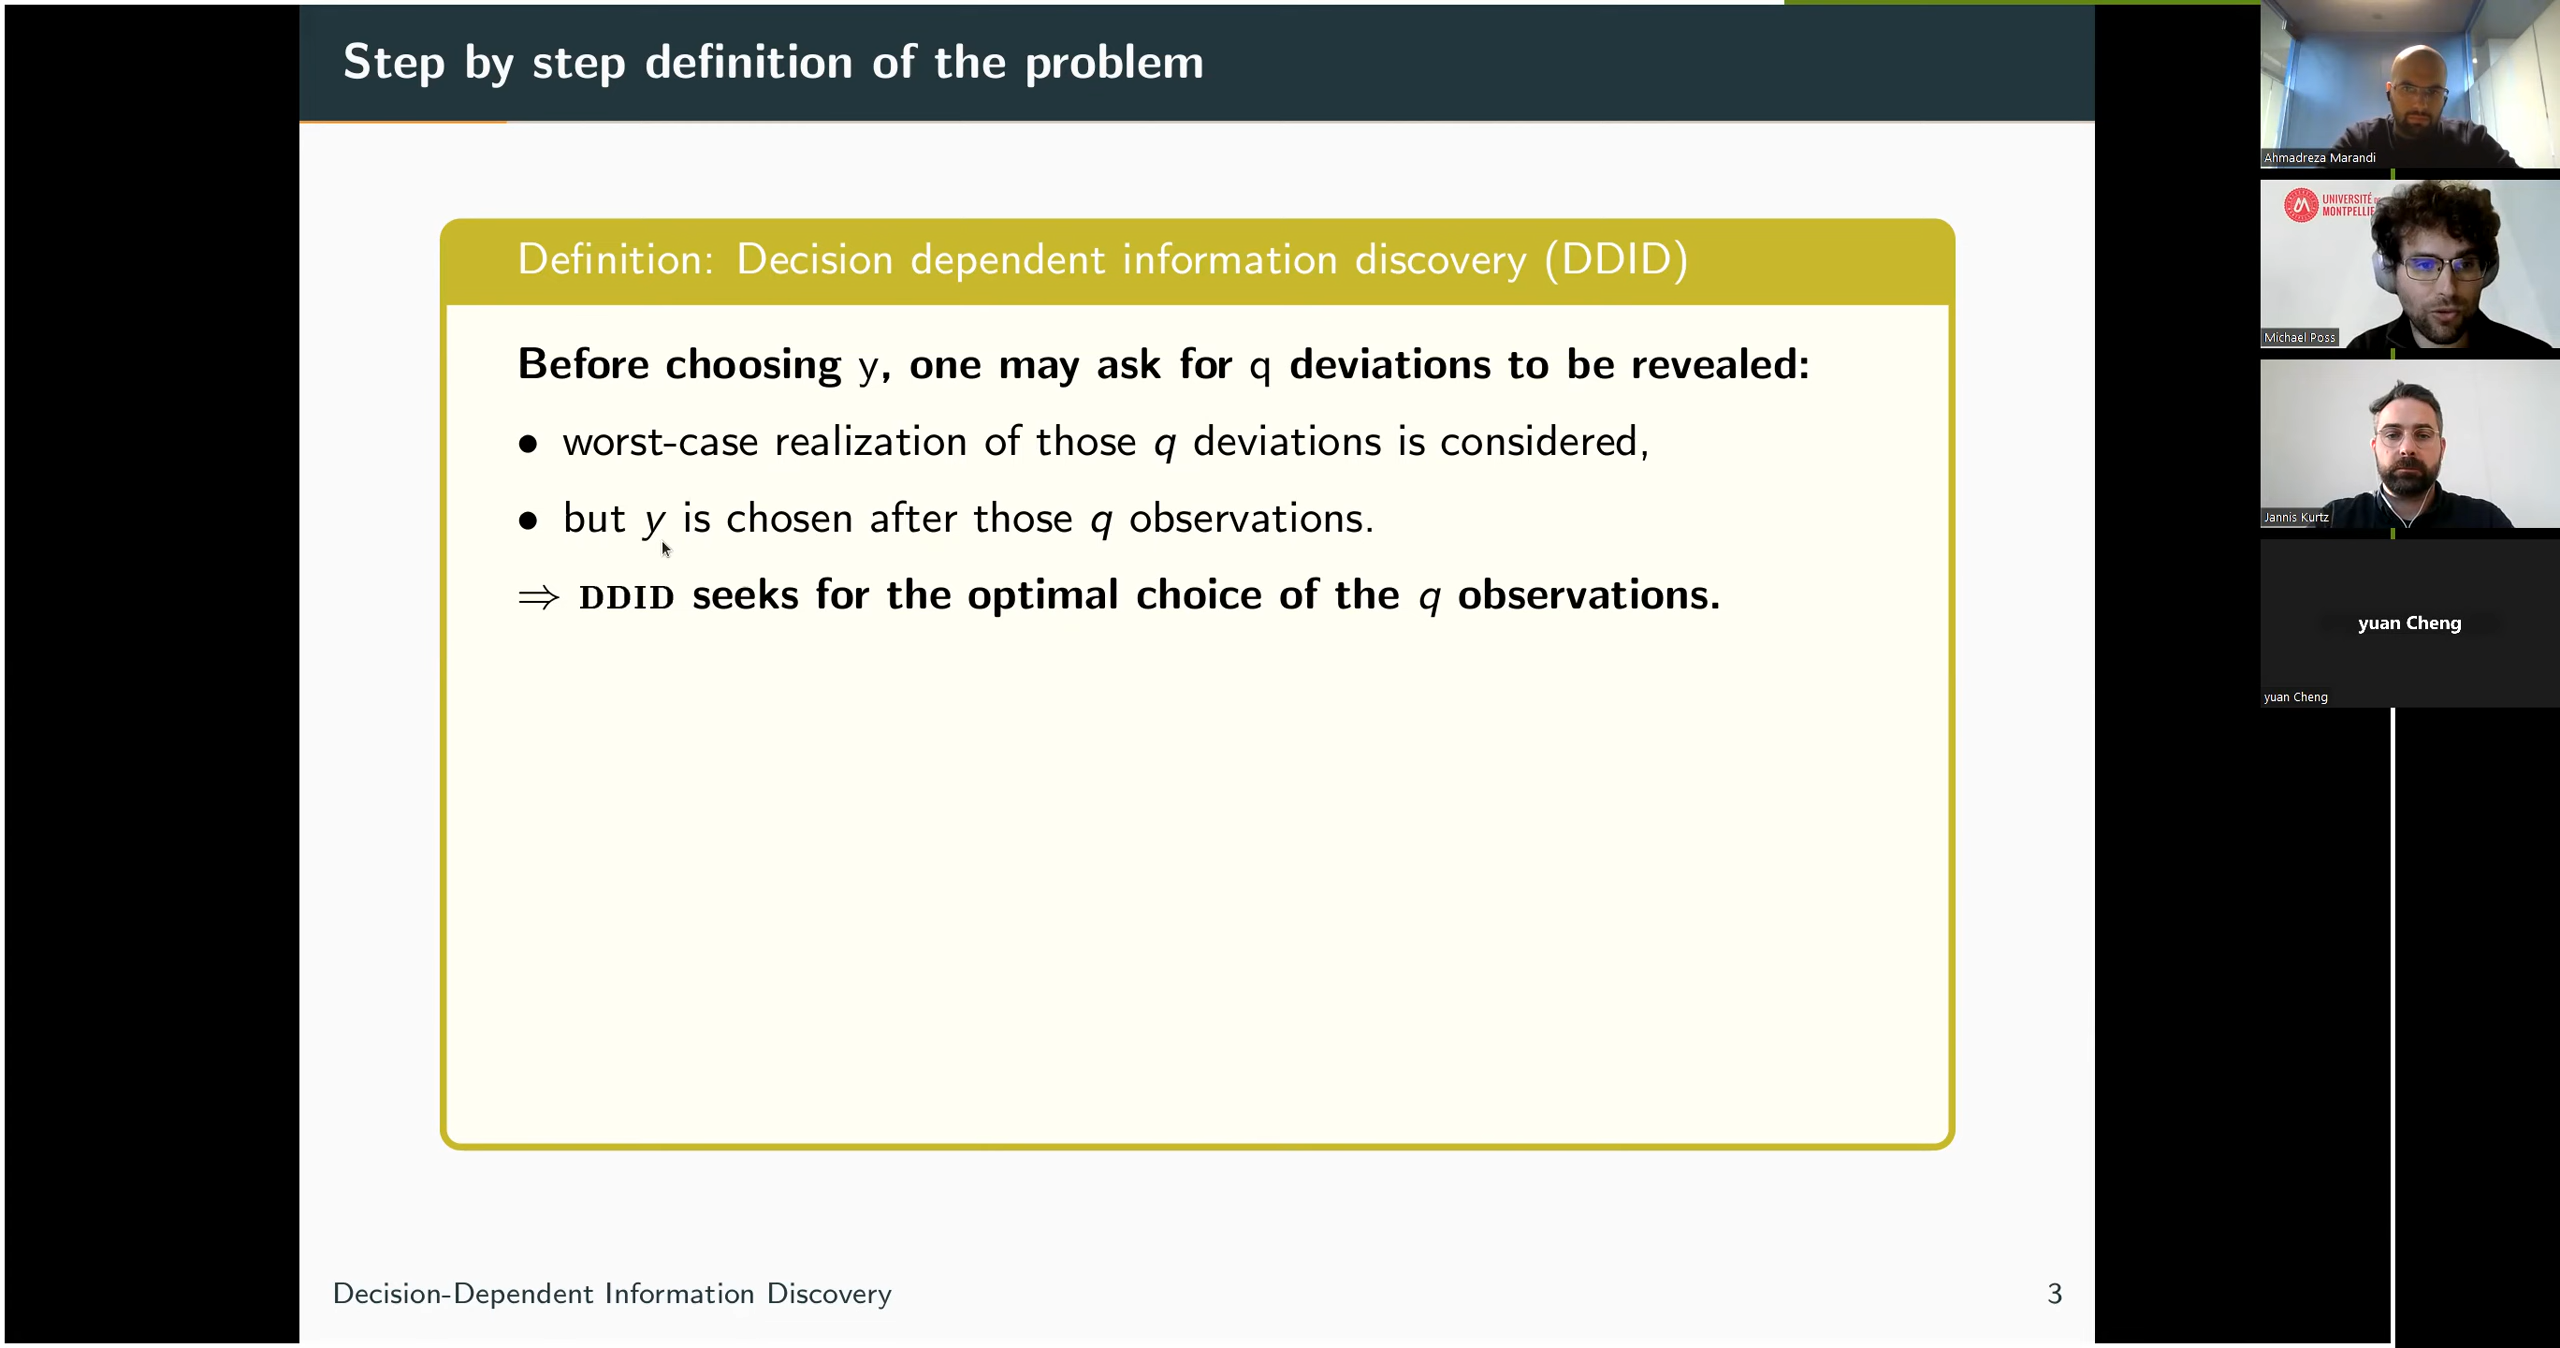 Step by step definition of the problem
Definition: Decision dependent information discovery (DDID)
Before choosing y, one may ask for q deviations to be revealed:
• worst-case realization of those q deviations is considered,
• but y is chosen after those q observations.
⇒ DDID seeks for the optimal choice of the q observations.
Decision-Dependent Information Discovery
3
Ahmadreza Marandi
UNIVERSITÉ
MONTPELLIE
Michael Poss
Jannis Kurtz
yuan Cheng
yuan Cheng